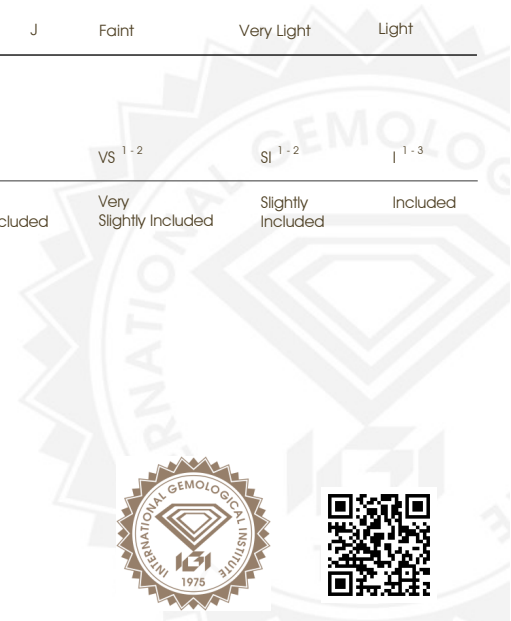 J Faint Very Light Light
VS 1 - 2 SI 1 - 2 I 1 - 3
cluded Very Slightly Included
Slightly Included
Included
INTERNATIONAL GEMOLOGICAL INSTITUTE
IGI
1975